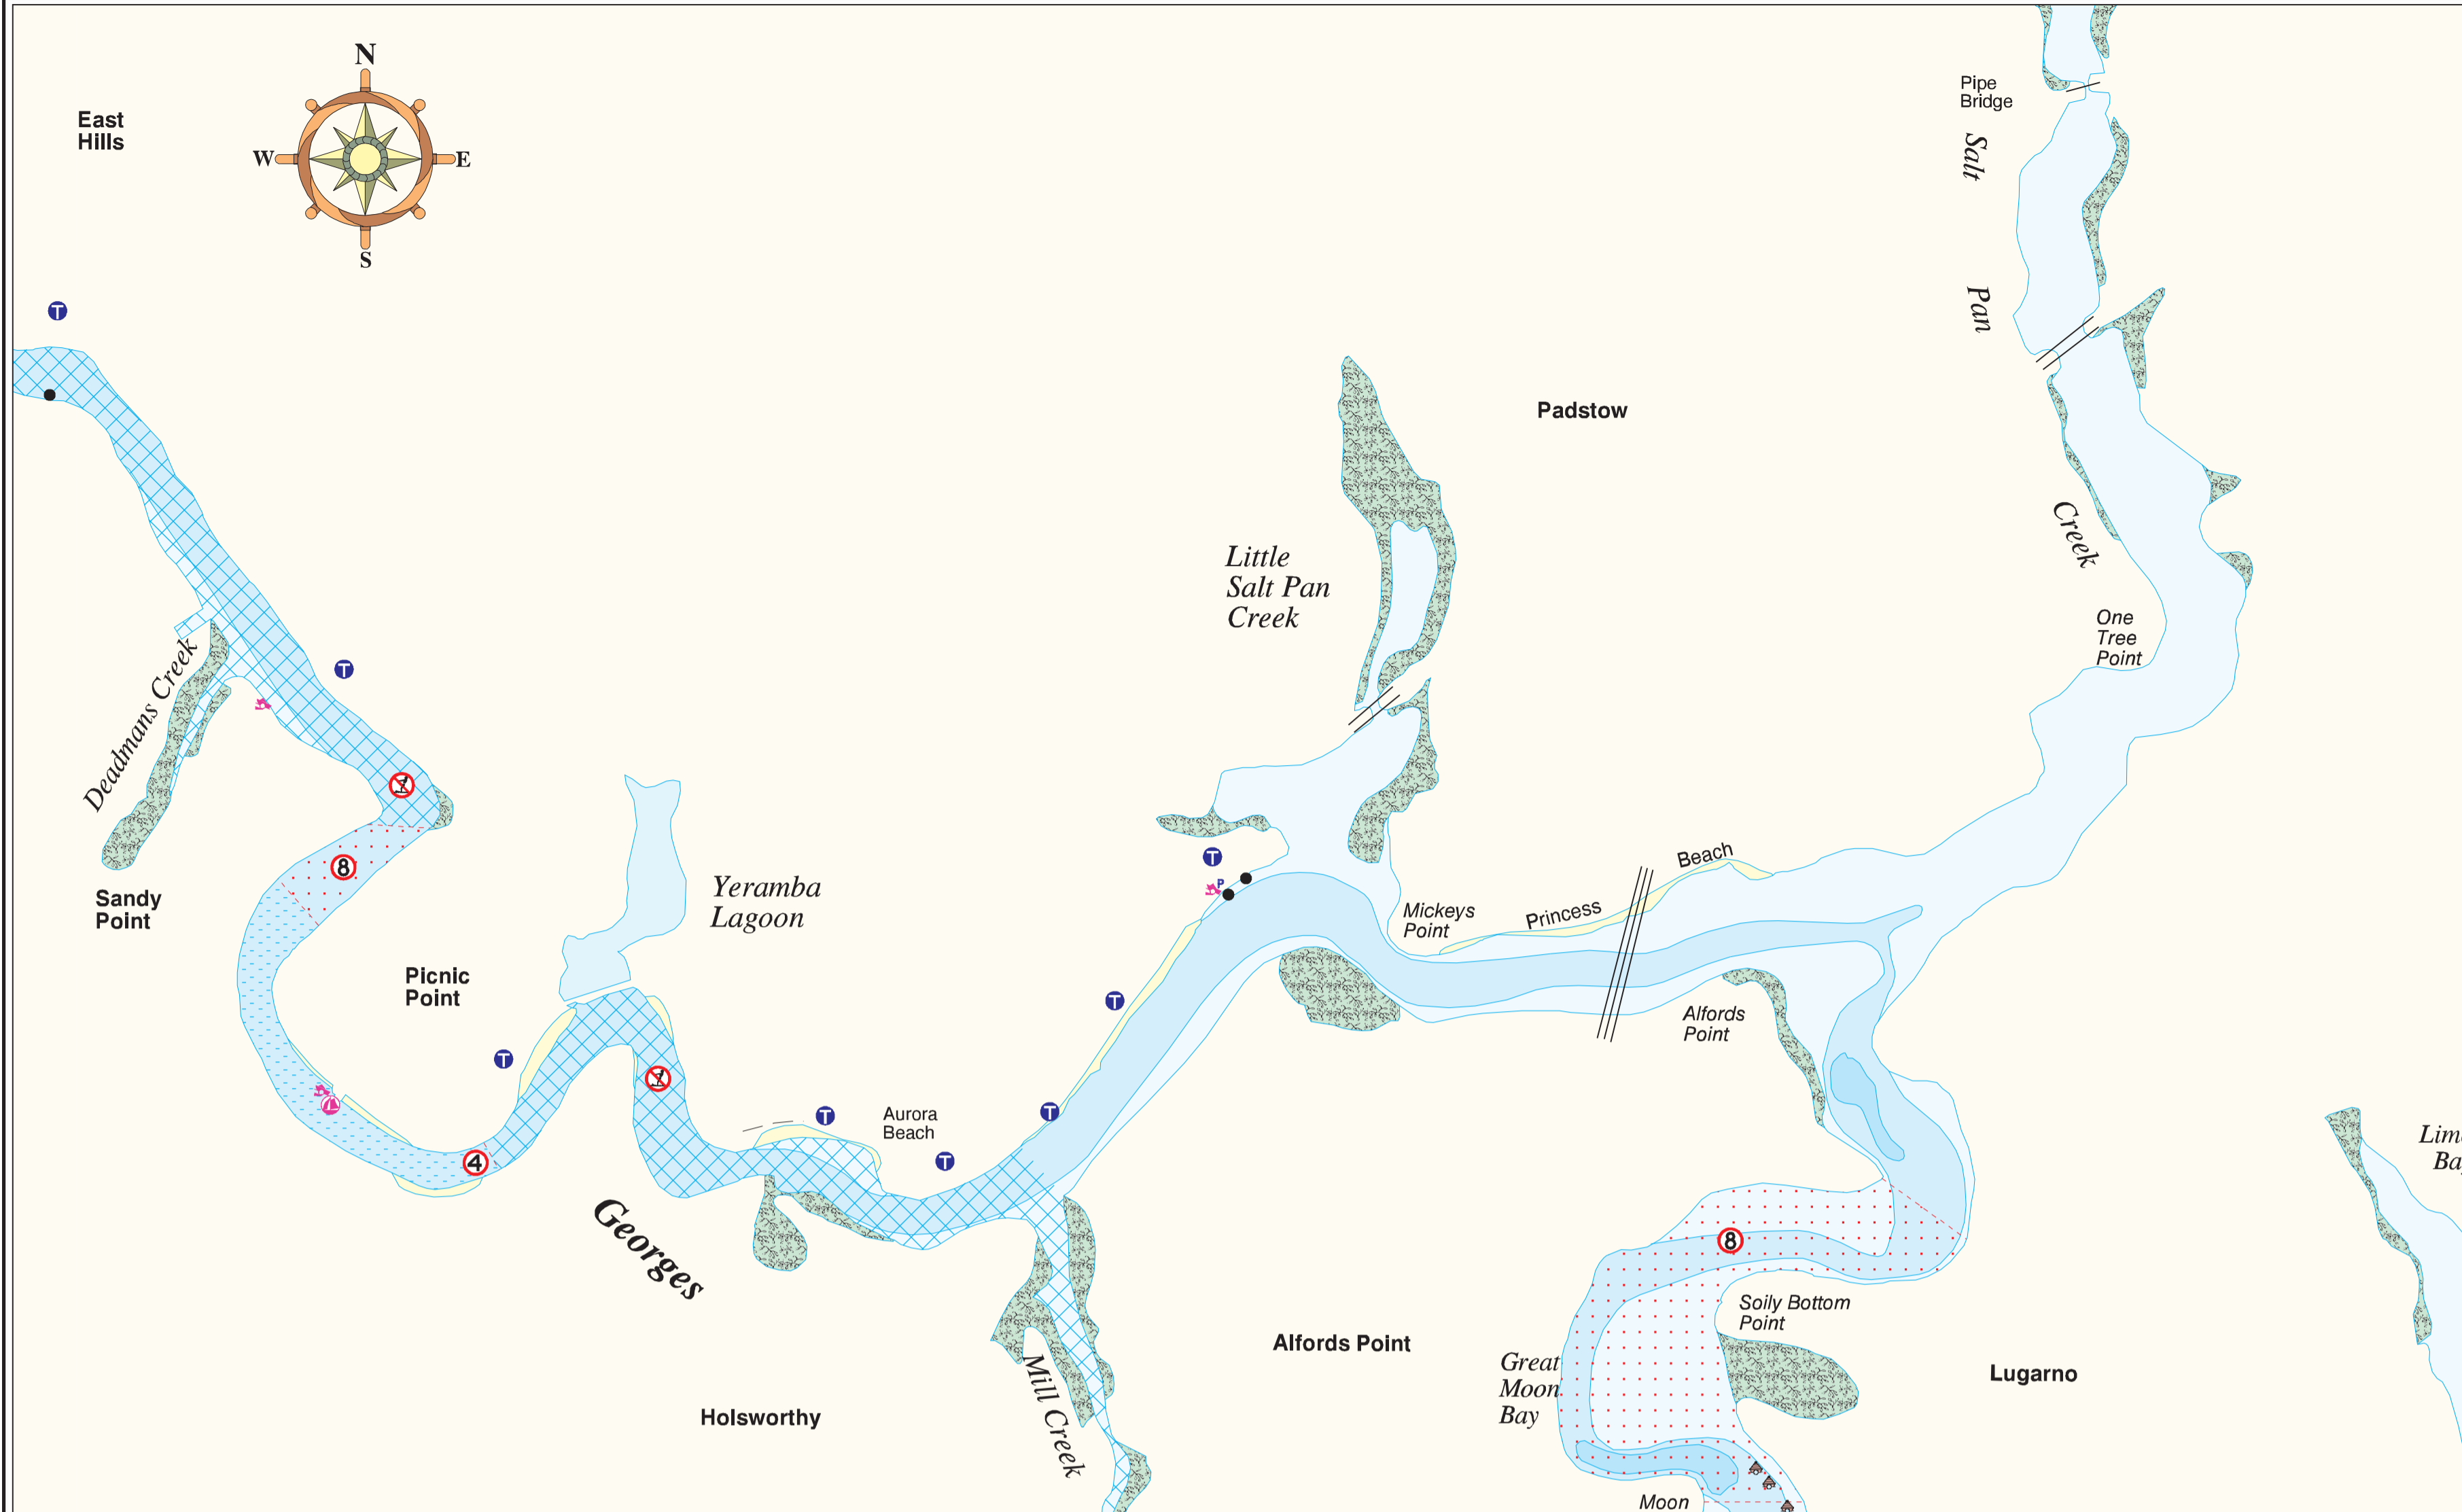 N
W
E
S
East
Hills
T
Pipe
Bridge
Salt
Pan
Creek
Padstow
Little
Salt Pan
Creek
One
Tree
Point
T
Deadmans Creek
8
Sandy
Point
Yeramba
Lagoon
T
P
Mickeys
Point
Princess
Beach
Picnic
Point
T
Alfords
Point
T
T
Aurora
Beach
T
T
4
Georges
8
Soily Bottom
Point
Alfords Point
Great
Moon
Bay
Lugarno
Holsworthy
Mill Creek
Moon